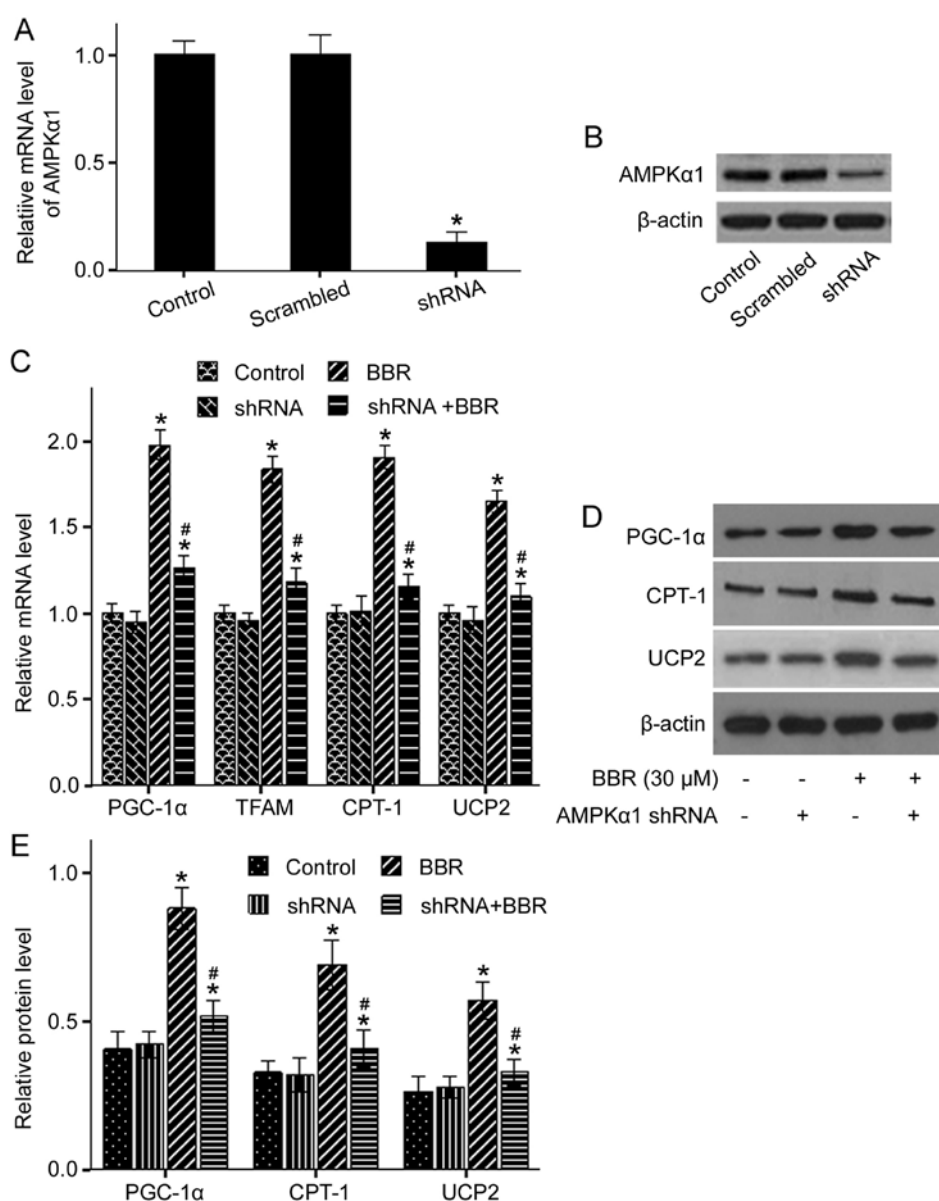 A
Relatiive mRNA level
of AMPKα1
1.0
0.5
0.0
*
Control
Scrambled
shRNA
B
AMPKα1
β-actin
Control
Scrambled
shRNA
C
Control
BBR
shRNA
shRNA +BBR
Relative mRNA level
2.0
1.5
1.0
0.5
0.0
* # * * # * * # * * # *
PGC-1α TFAM CPT-1 UCP2
D
PGC-1α
CPT-1
UCP2
β-actin
BBR (30 μM) - - + +
AMPKα1 shRNA - + - +
E
Control
BBR
shRNA
shRNA+BBR
Relative protein level
1.0
0.5
0.0
* # * * # * * # *
PGC-1α CPT-1 UCP2